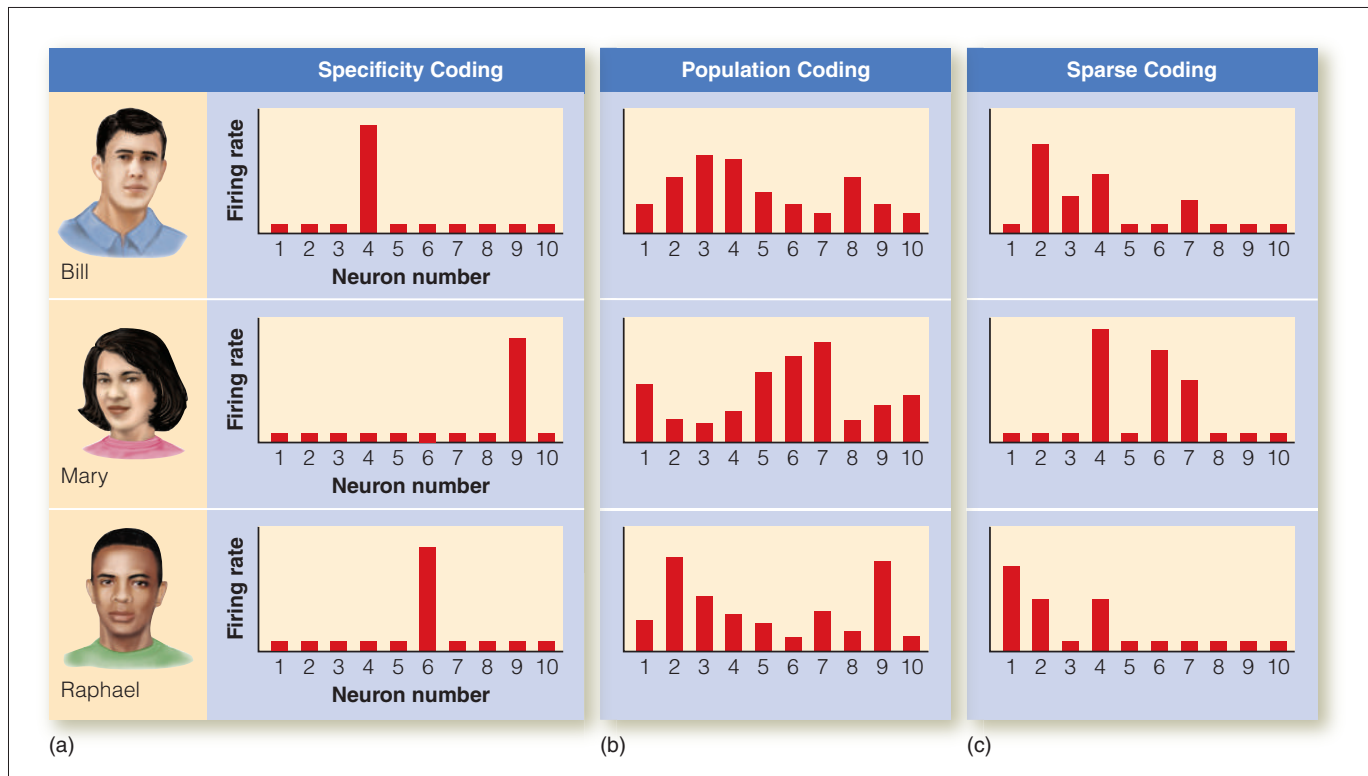 Specificity Coding Population Coding Sparse Coding
Firing rate
1 2 3 4 5 6 7 8 9 10 1 2 3 4 5 6 7 8 9 10 1 2 3 4 5 6 7 8 9 10
Bill
Neuron number
Firing rate
1 2 3 4 5 6 7 8 9 10 1 2 3 4 5 6 7 8 9 10 1 2 3 4 5 6 7 8 9 10
Mary
Neuron number
Firing rate
1 2 3 4 5 6 7 8 9 10 1 2 3 4 5 6 7 8 9 10 1 2 3 4 5 6 7 8 9 10
Raphael
Neuron number
(a) (b) (c)